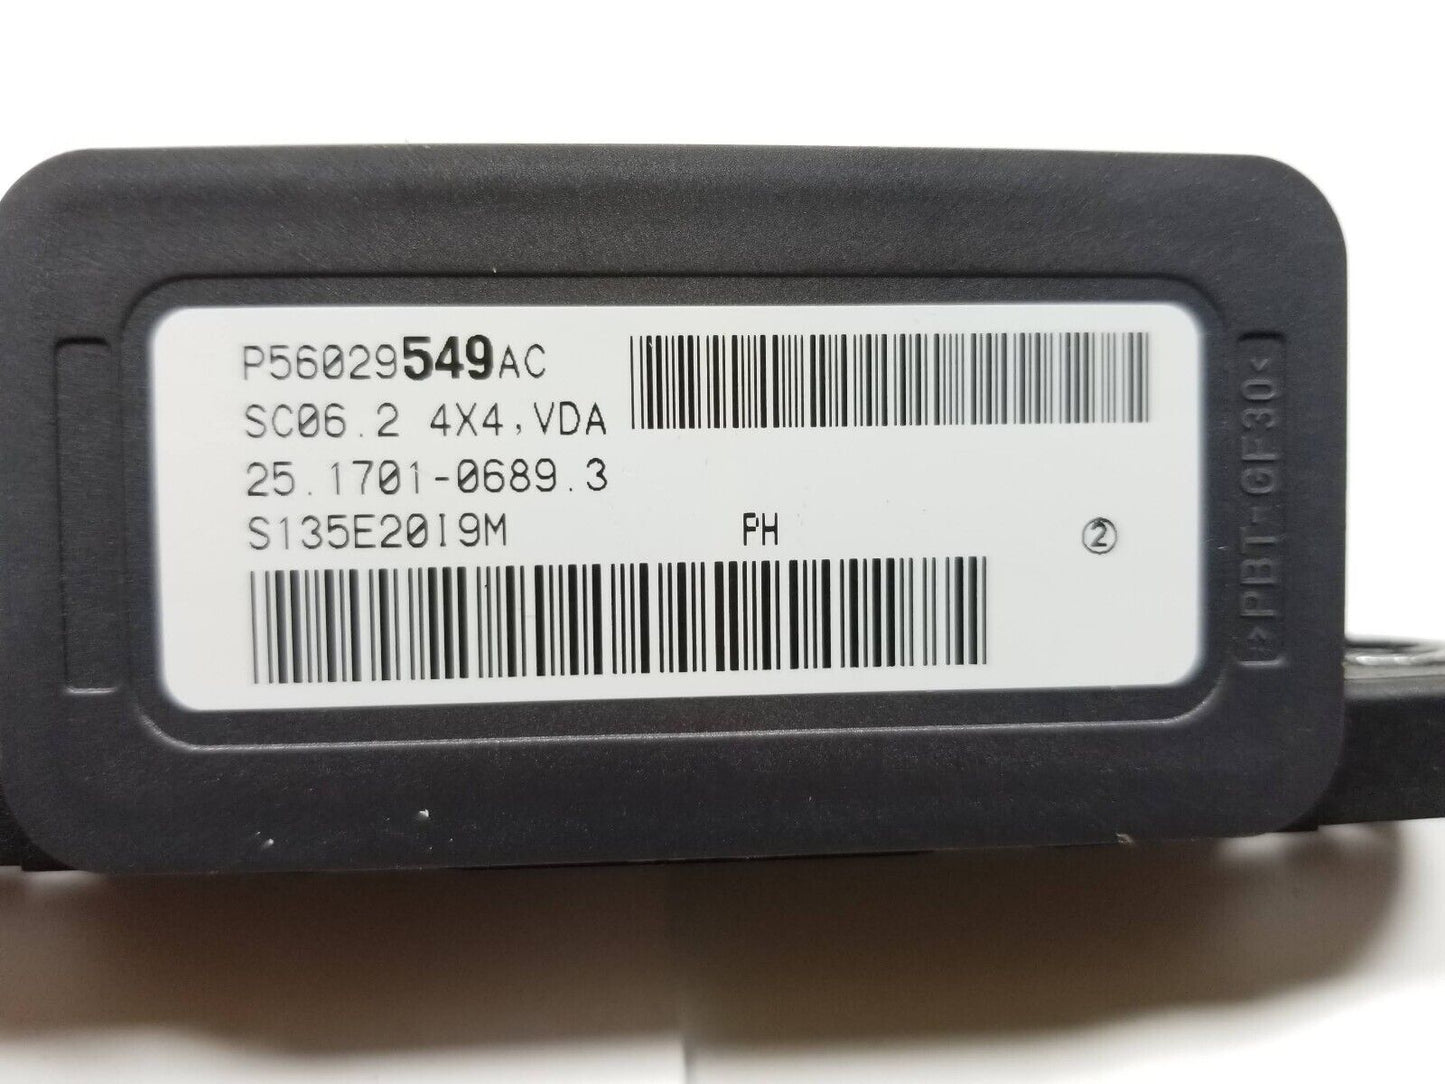 P56029549AC
SC06.2 4X4,VDA
25.1701-0689.3
S135E20I9M PH ②
>PBT-GF30<